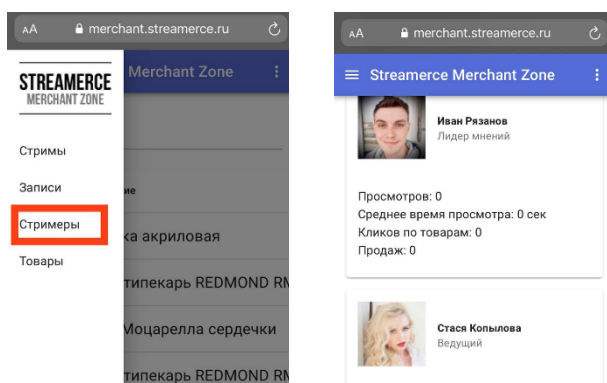 AA merchant.streamerce.ru
STREAMERCE
MERCHANT ZONE
Merchant Zone
Стримы
Записи
ие
Стримеры
ка акриловая
Товары
типекарь REDMOND RM
Моцарелла сердечки
типекарь REDMOND RM
AA merchant.streamerce.ru
Streamerce Merchant Zone
Иван Рязанов
Лидер мнений
Просмотров: 0
Среднее время просмотра: 0 сек
Кликов по товарам: 0
Продаж: 0
Стася Копылова
Ведущий